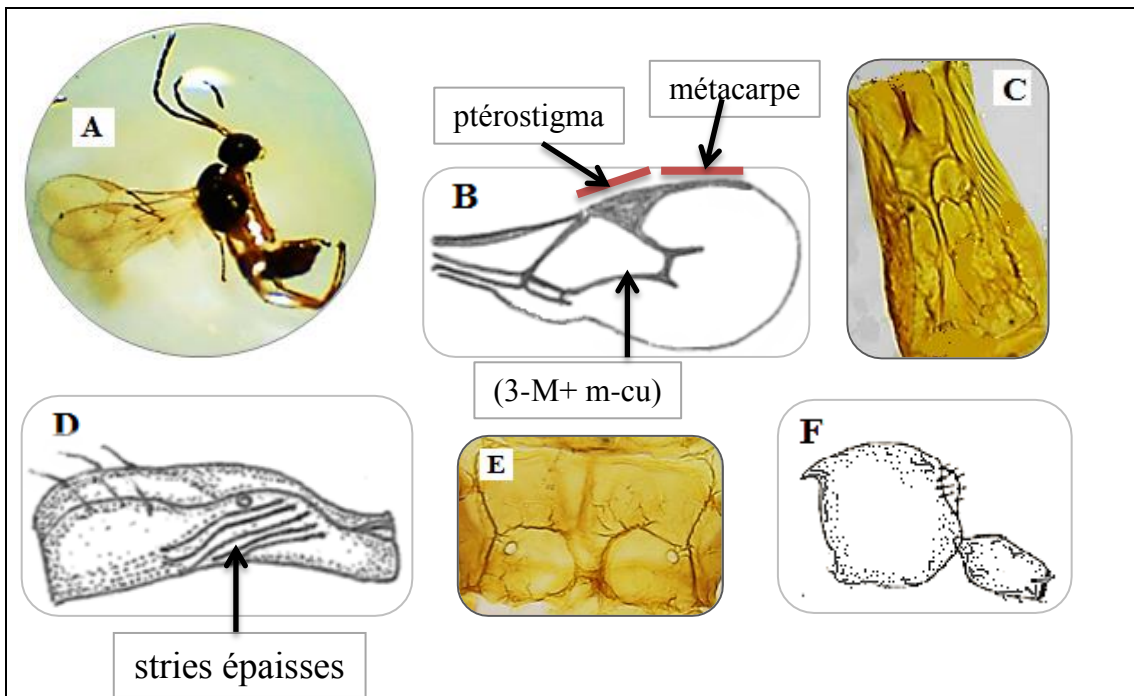 A
ptérostigma
métacarpe
B
C
(3-M+ m-cu)
D
E
F
stries épaisses